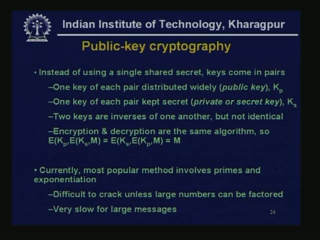 Indian Institute of Technology, Kharagpur
Public-key cryptography
• Instead of using a single shared secret, keys come in pairs
–One key of each pair distributed widely (public key), Kp
–One key of each pair kept secret (private or secret key), Ks
–Two keys are inverses of one another, but not identical
–Encryption & decryption are the same algorithm, so
E(Kp,E(Ks,M) = E(Ks,E(Kp,M) = M
• Currently, most popular method involves primes and
exponentiation
–Difficult to crack unless large numbers can be factored
–Very slow for large messages
24